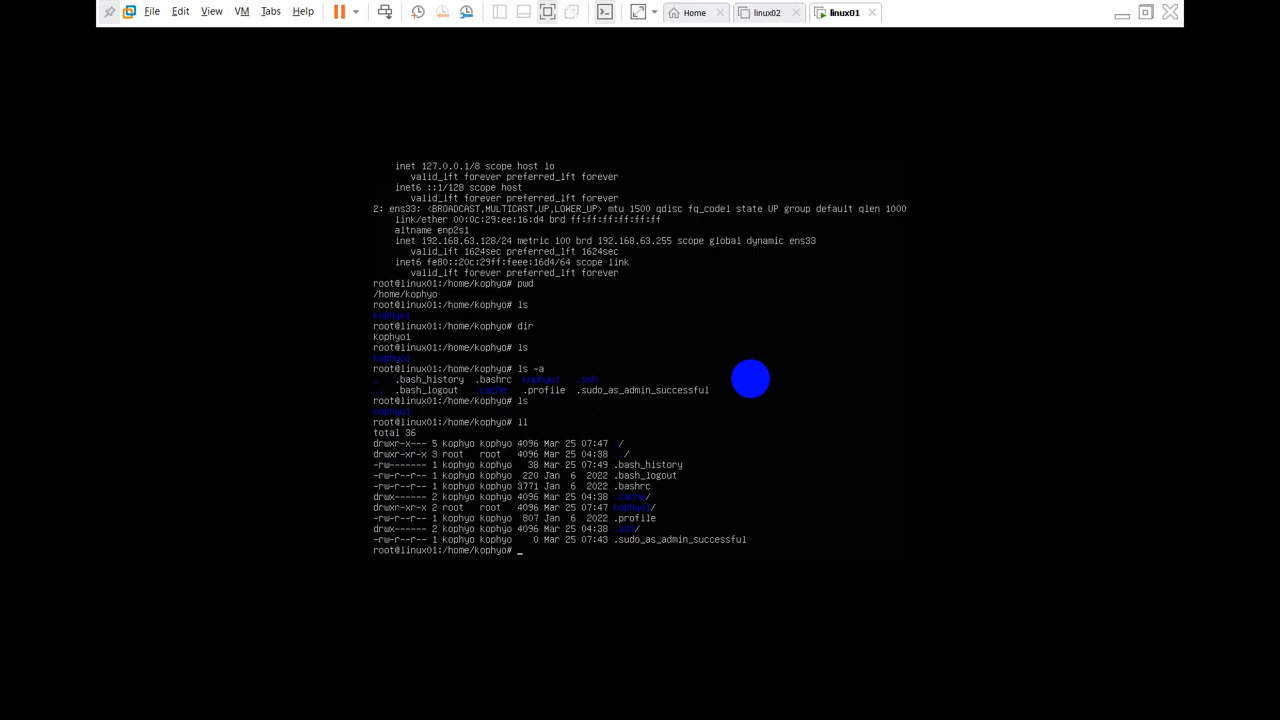 File Edit View VM Tabs Help Home linux02 linux01
inet 127.0.0.1/8 scope host lo
valid_lft forever preferred_lft forever
inet6 ::1/128 scope host
valid_lft forever preferred_lft forever
2: ens33: <BROADCAST,MULTICAST,UP,LOWER_UP> mtu 1500 qdisc fq_codel state UP group default qlen 1000
link/ether 00:0c:29:ee:16:d4 brd ff:ff:ff:ff:ff:ff
altname enp2s1
inet 192.168.63.128/24 metric 100 brd 192.168.63.255 scope global dynamic ens33
valid_lft 1624sec preferred_lft 1624sec
inet6 fe80::20c:29ff:feee:16d4/64 scope link
valid_lft forever preferred_lft forever
root@linux01:/home/kophyo# pwd
/home/kophyo
root@linux01:/home/kophyo# ls
kophyo1
root@linux01:/home/kophyo# dir
kophyo1
root@linux01:/home/kophyo# ls
kophyo1
root@linux01:/home/kophyo# ls -a
. .bash_history .bashrc kophyo1 .ssh
.. .bash_logout .cache .profile .sudo_as_admin_successful
root@linux01:/home/kophyo# ls
kophyo1
root@linux01:/home/kophyo# ll
total 36
drwxr-x--- 5 kophyo kophyo 4096 Mar 25 07:47 ./
drwxr-xr-x 3 root root 4096 Mar 25 04:38 ../
-rw------- 1 kophyo kophyo 38 Mar 25 07:49 .bash_history
-rw-r--r-- 1 kophyo kophyo 220 Jan 6 2022 .bash_logout
-rw-r--r-- 1 kophyo kophyo 3771 Jan 6 2022 .bashrc
drwx------ 2 kophyo kophyo 4096 Mar 25 04:38 .cache/
drwxr-xr-x 2 root root 4096 Mar 25 07:47 kophyo1/
-rw-r--r-- 1 kophyo kophyo 807 Jan 6 2022 .profile
drwx------ 2 kophyo kophyo 4096 Mar 25 04:38 .ssh/
-rw-r--r-- 1 kophyo kophyo 0 Mar 25 07:43 .sudo_as_admin_successful
root@linux01:/home/kophyo# _